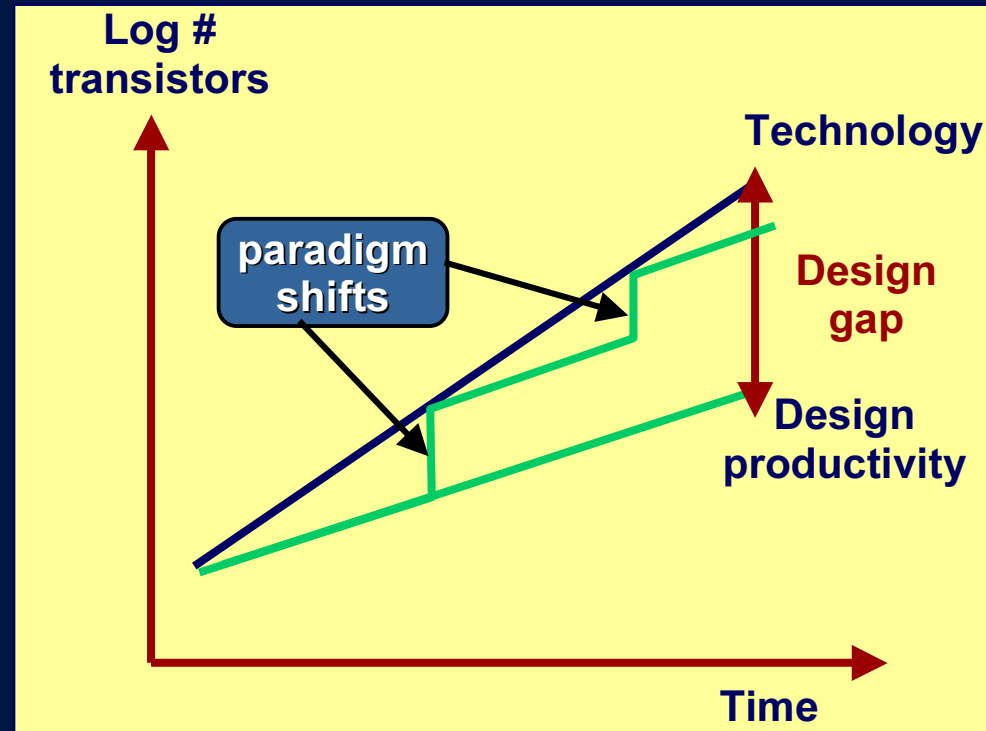 Log #
transistors
Technology
paradigm
shifts
Design
gap
Design
productivity
Time